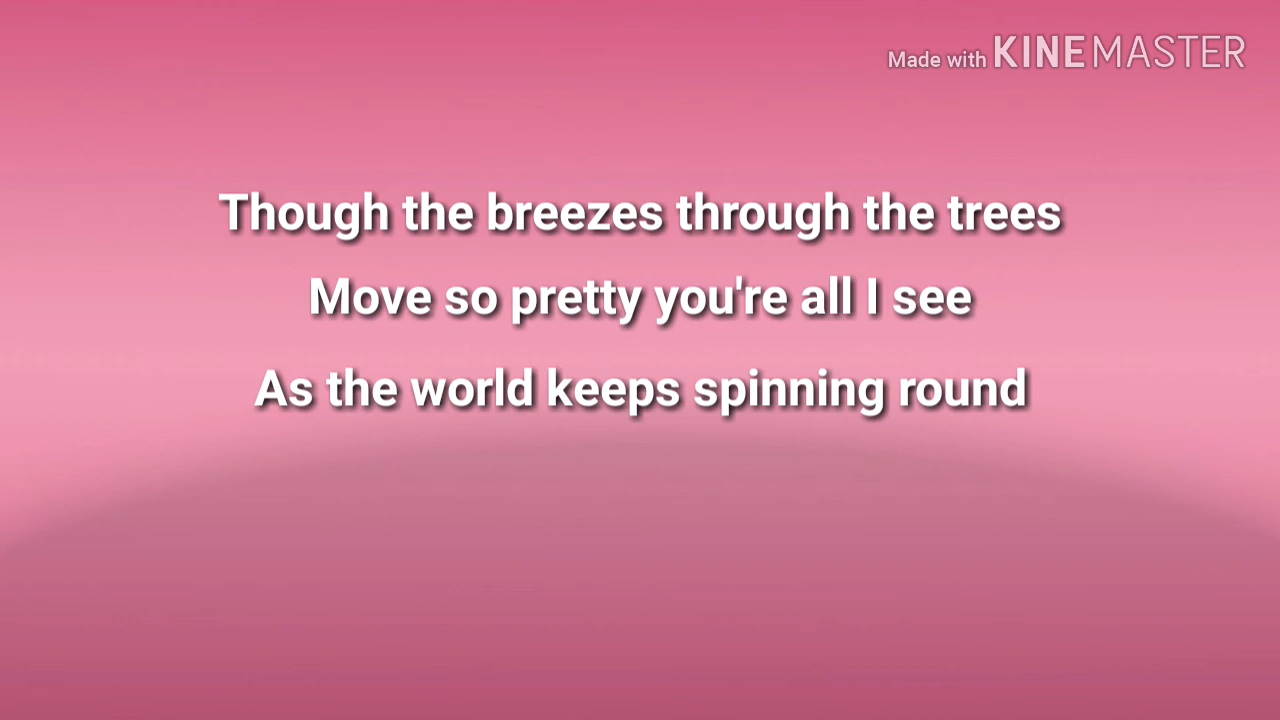 Made with KINEMASTER
Though the breezes through the trees
Move so pretty you're all I see
As the world keeps spinning round